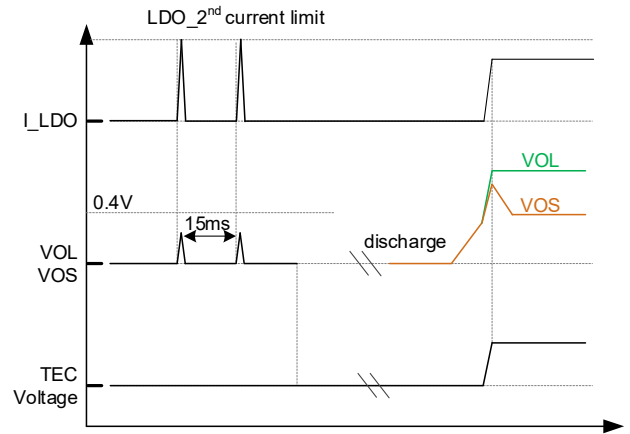 LDO_2nd current limit
I_LDO
VOL
0.4V
VOS
15ms
VOL
VOS
discharge
TEC
Voltage